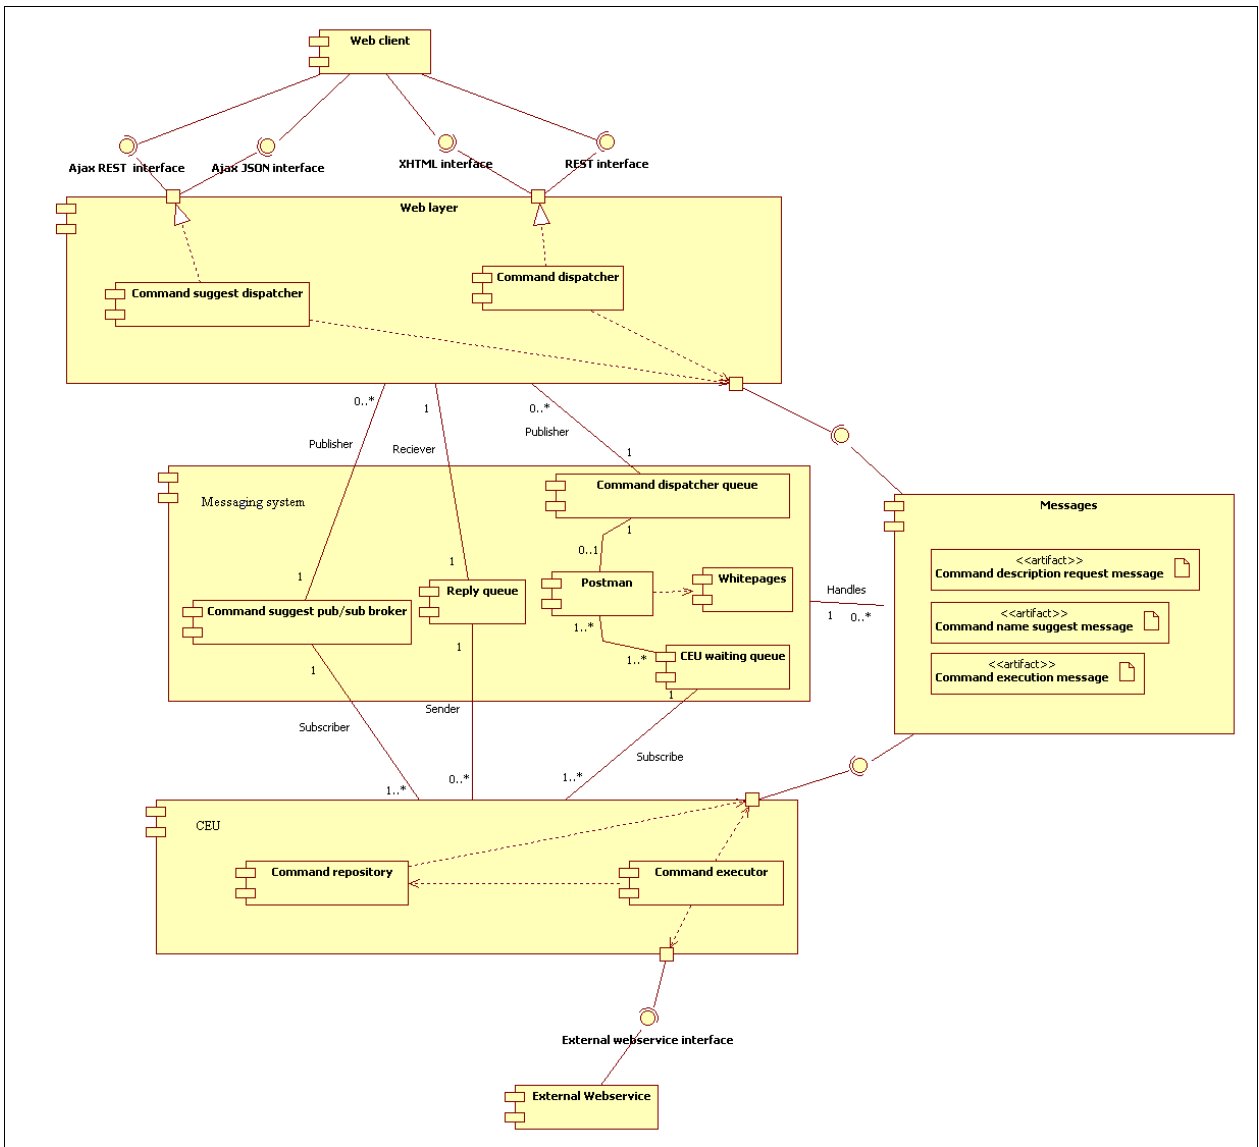 Web client
Ajax REST  interface
Ajax JSON interface
XHTML interface
REST interface
Web layer
Command suggest dispatcher
Command dispatcher
0..*
1
0..*
Publisher
Reciever
Publisher
1
Messaging system
Command dispatcher queue
1
0..1
1
1
Postman
Whitepages
Reply queue
Command suggest pub/sub broker
1..*
1..*
CEU waiting queue
1
1
1
Handles
1
0..*
Messages
<<artifact>>
Command description request message
<<artifact>>
Command name suggest message
<<artifact>>
Command execution message
Subscriber
Sender
Subscribe
1..*
0..*
1..*
CEU
Command repository
Command executor
External webservice interface
External Webservice